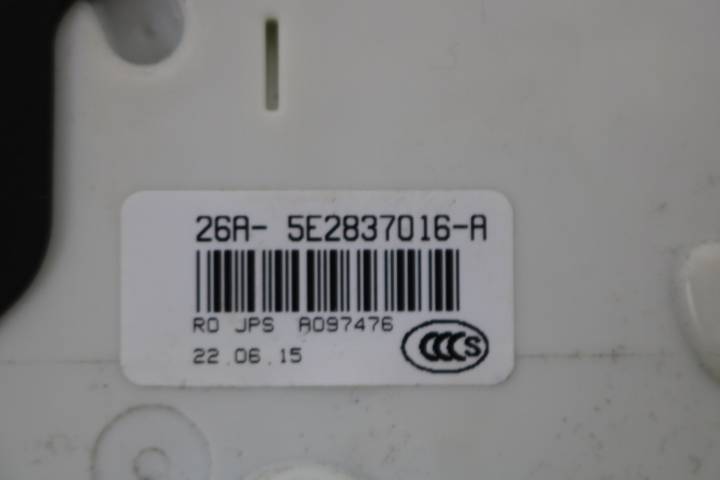 26A- 5E2837016-A
RO JPS A097476
22.06.15
CCCS